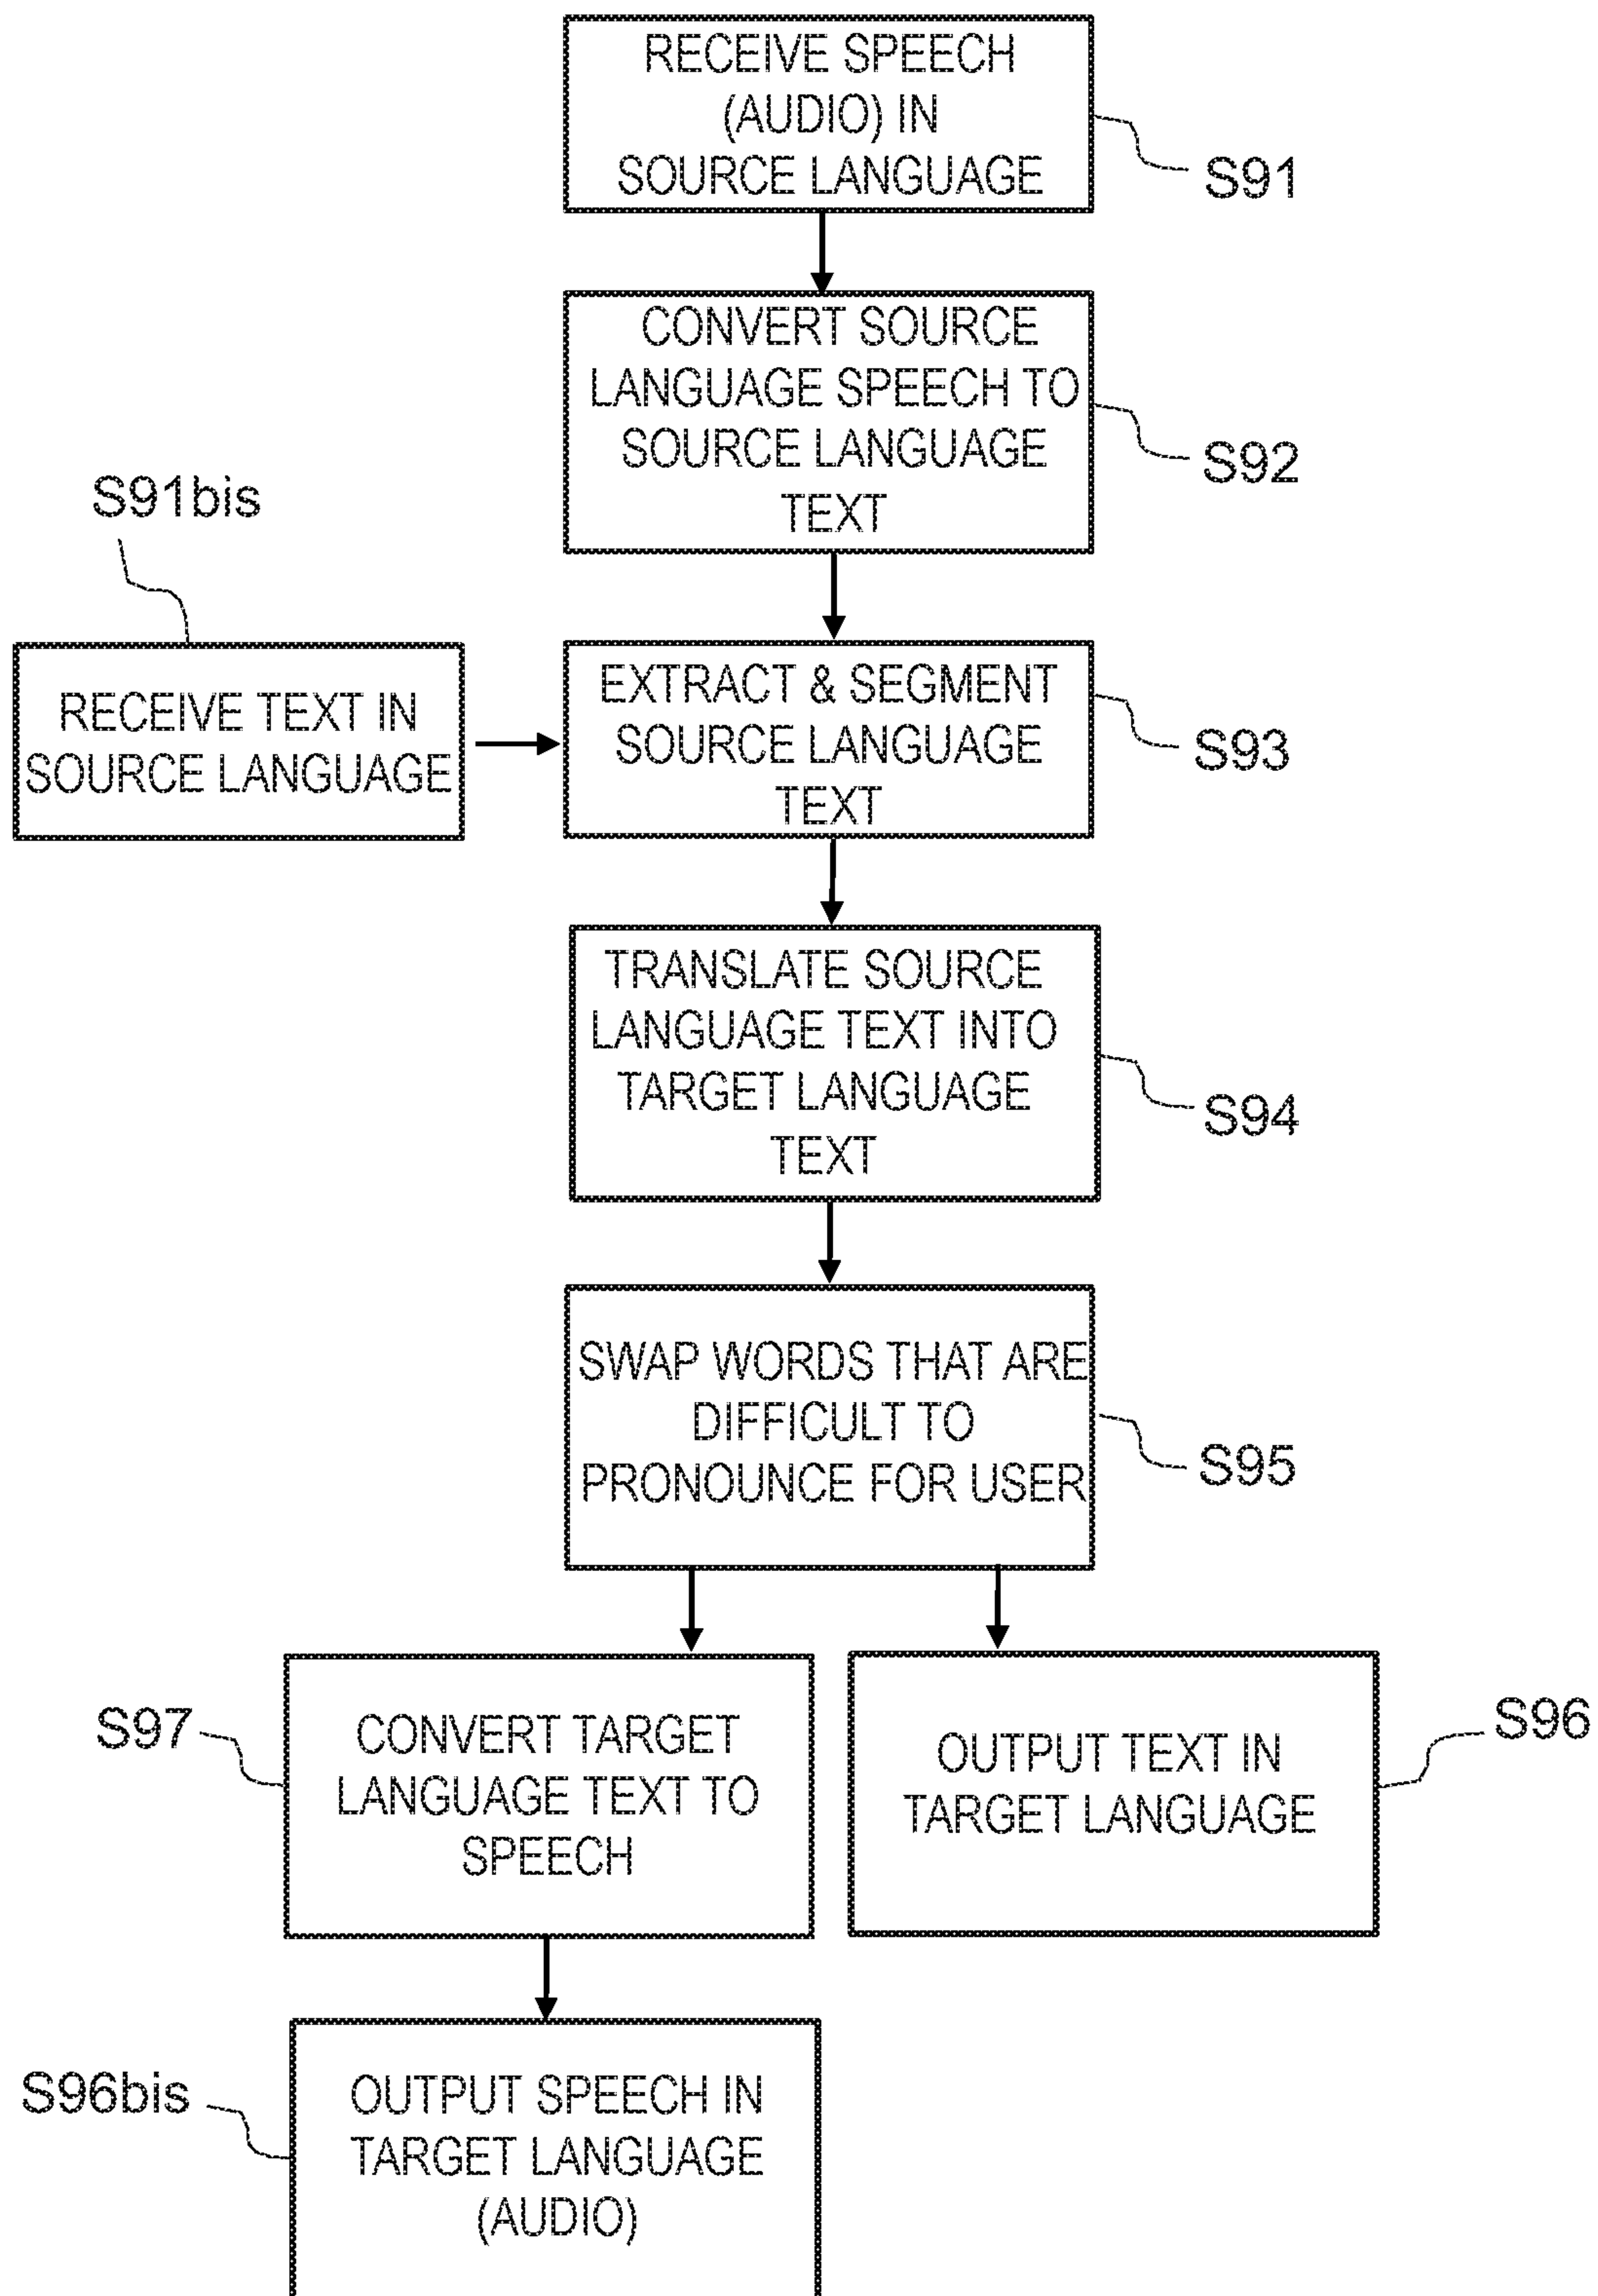 RECEIVE SPEECH
(AUDIO) IN
SOURCE LANGUAGE
S91
CONVERT SOURCE
LANGUAGE SPEECH TO
SOURCE LANGUAGE
TEXT
S92
S91bis
RECEIVE TEXT IN
SOURCE LANGUAGE
EXTRACT & SEGMENT
SOURCE LANGUAGE
TEXT
S93
TRANSLATE SOURCE
LANGUAGE TEXT INTO
TARGET LANGUAGE
TEXT
S94
SWAP WORDS THAT ARE
DIFFICULT TO
PRONOUNCE FOR USER
S95
S97
CONVERT TARGET
LANGUAGE TEXT TO
SPEECH
OUTPUT TEXT IN
TARGET LANGUAGE
S96
S96bis
OUTPUT SPEECH IN
TARGET LANGUAGE
(AUDIO)